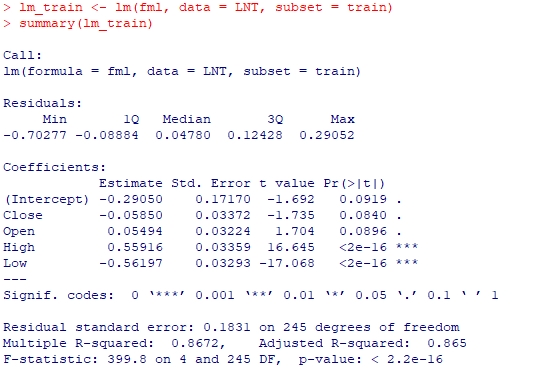 > lm_train <- lm(fml, data = LNT, subset = train)
> summary(lm_train)
Call:
lm(formula = fml, data = LNT, subset = train)
Residuals:
Min 1Q Median 3Q Max
-0.70277 -0.08884 0.04780 0.12428 0.29052
Coefficients:
Estimate Std. Error t value Pr(>|t|)
(Intercept) -0.29050 0.17170 -1.692 0.0919 .
Close -0.05850 0.03372 -1.735 0.0840 .
Open 0.05494 0.03224 1.704 0.0896 .
High 0.55916 0.03359 16.645 <2e-16 ***
Low -0.56197 0.03293 -17.068 <2e-16 ***
---
Signif. codes: 0 ‘***’ 0.001 ‘**’ 0.01 ‘*’ 0.05 ‘.’ 0.1 ‘ ’ 1
Residual standard error: 0.1831 on 245 degrees of freedom
Multiple R-squared: 0.8672, Adjusted R-squared: 0.865
F-statistic: 399.8 on 4 and 245 DF, p-value: < 2.2e-16